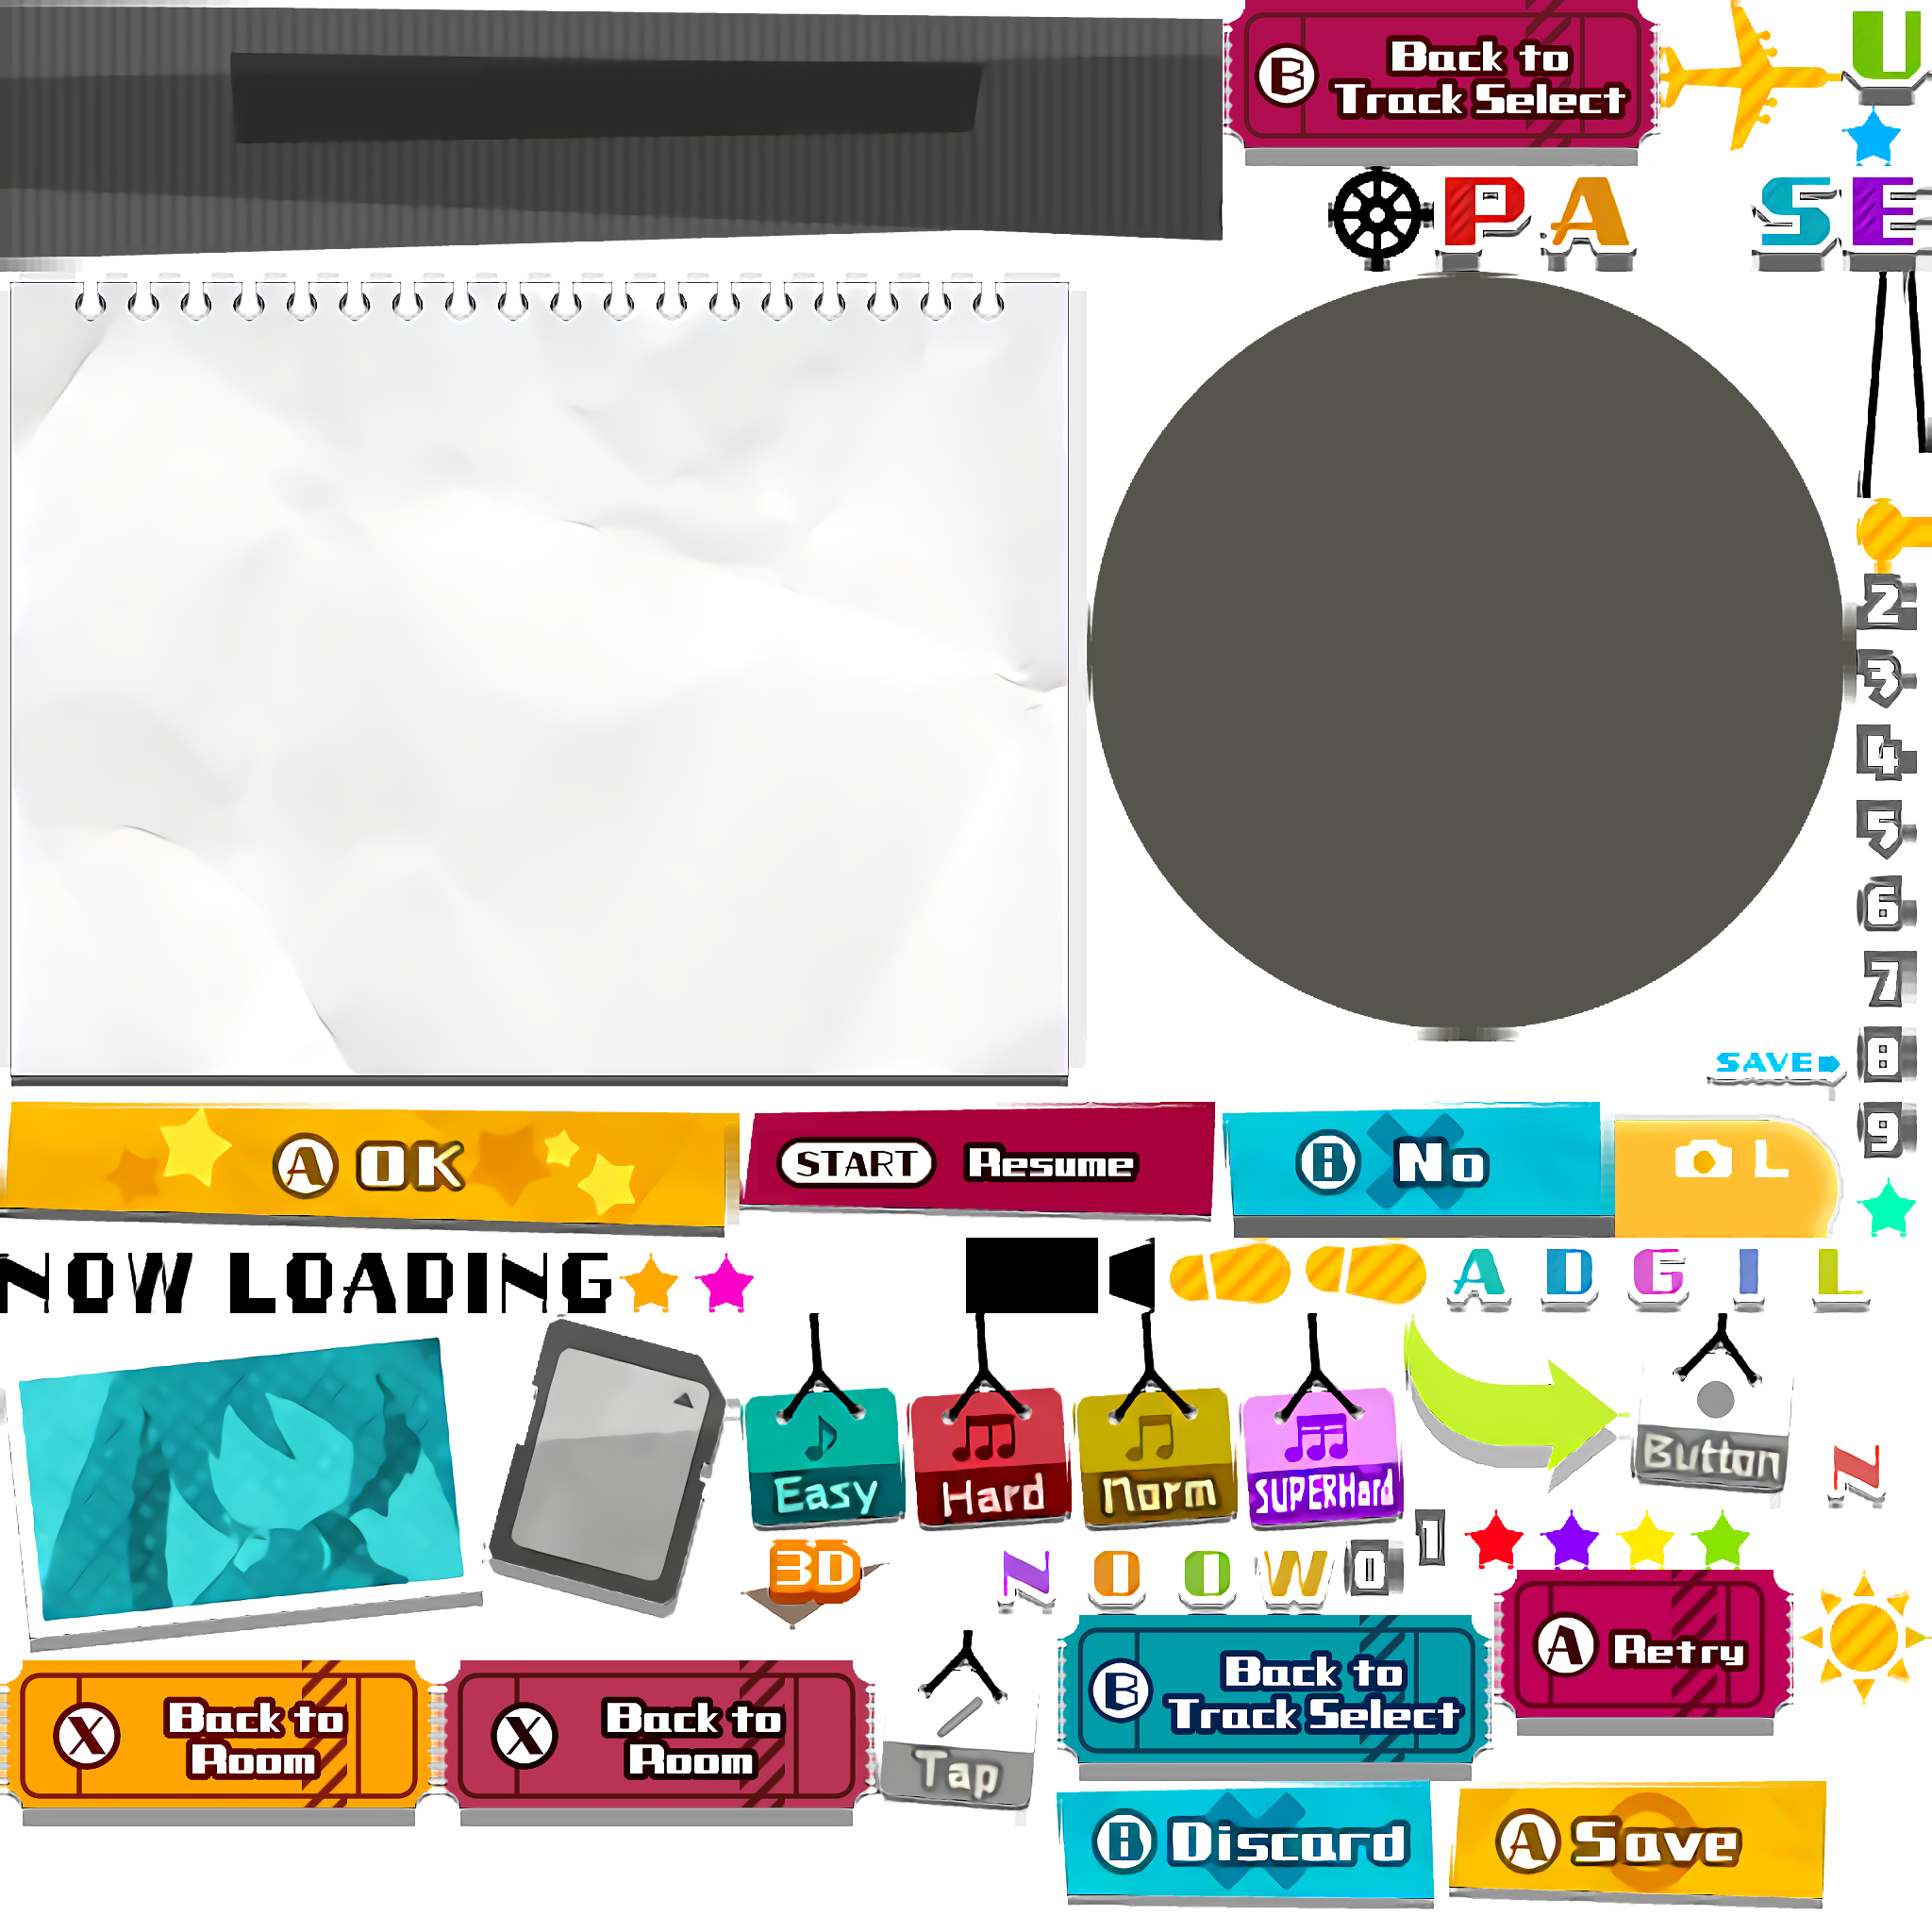 B Back to
Track Select
U
PA SE
2
3
4
5
6
7
SAVE 8
9
A OK
START Resume
B No
L
NOW LOADING
A D G I L
Easy
Hard
Norm
SUPERHard
Button
N
3D
N O O W 0 1
X Back to
Room
X Back to
Room
Tap
B Back to
Track Select
A Retry
B Discard
A Save